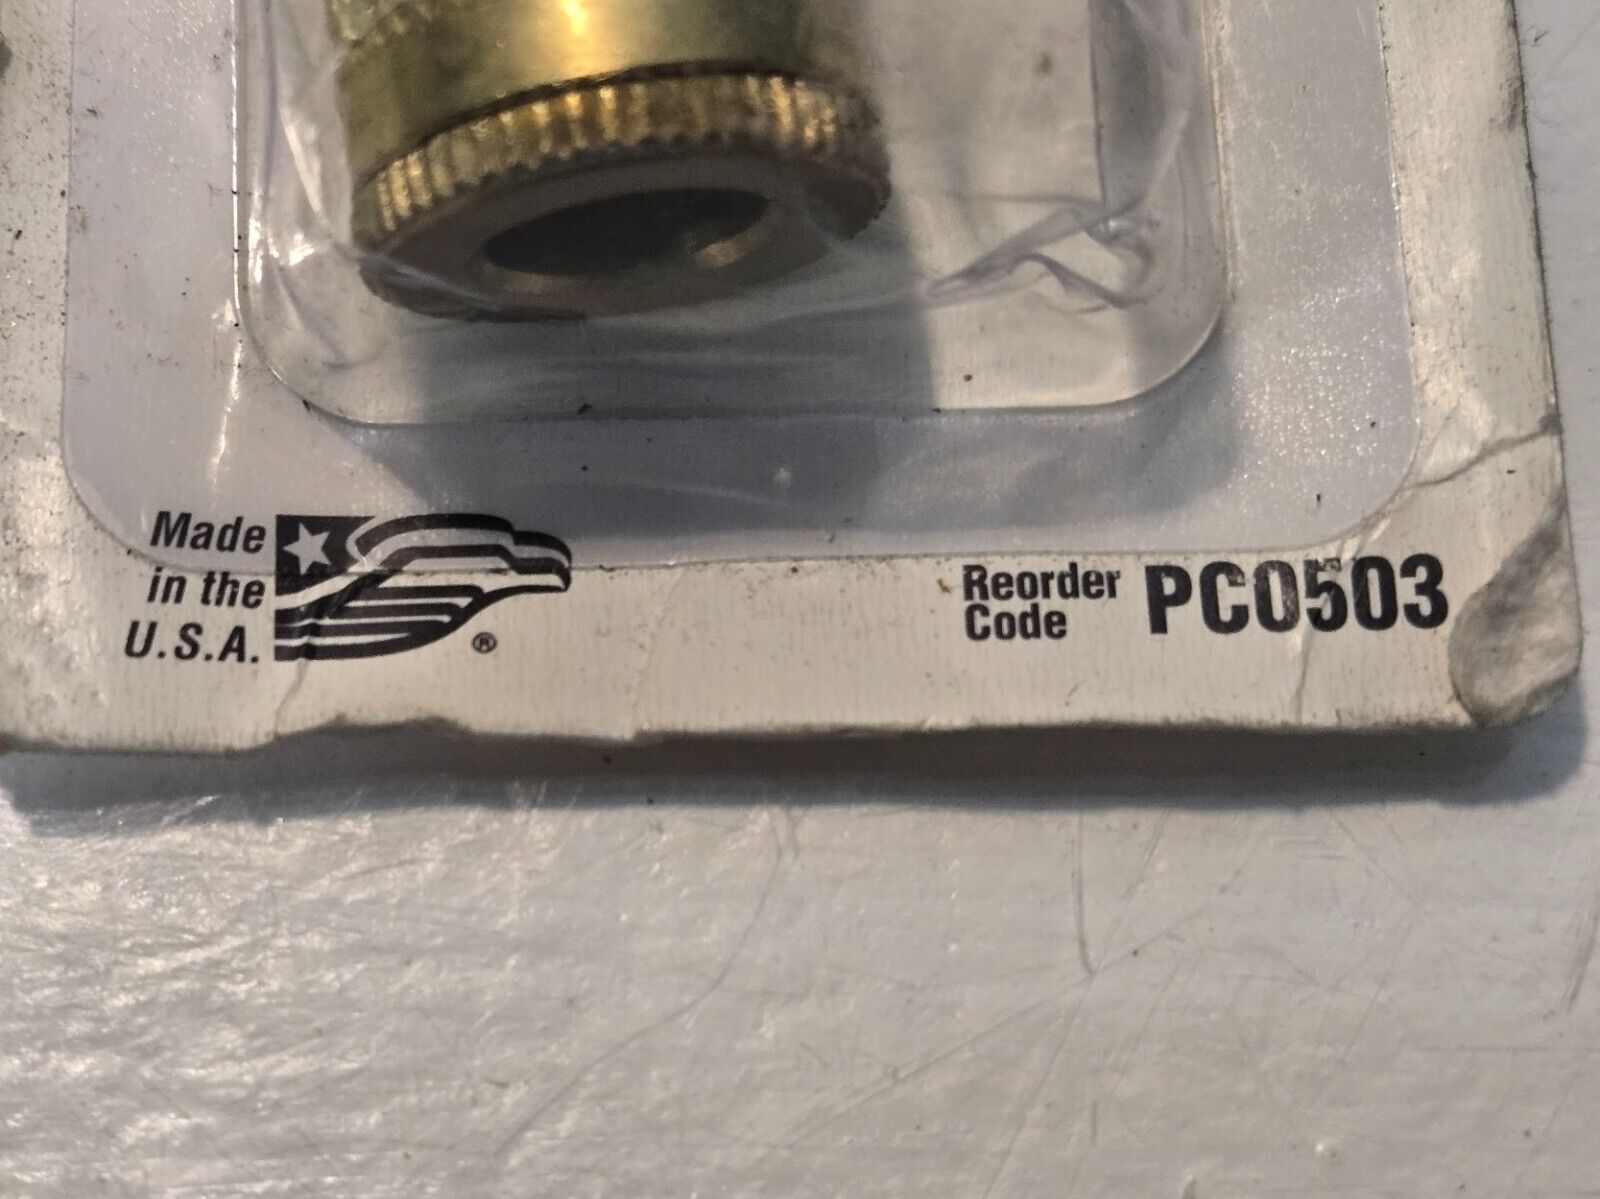 Made
in the
U.S.A.
®
Reorder
Code
PC0503